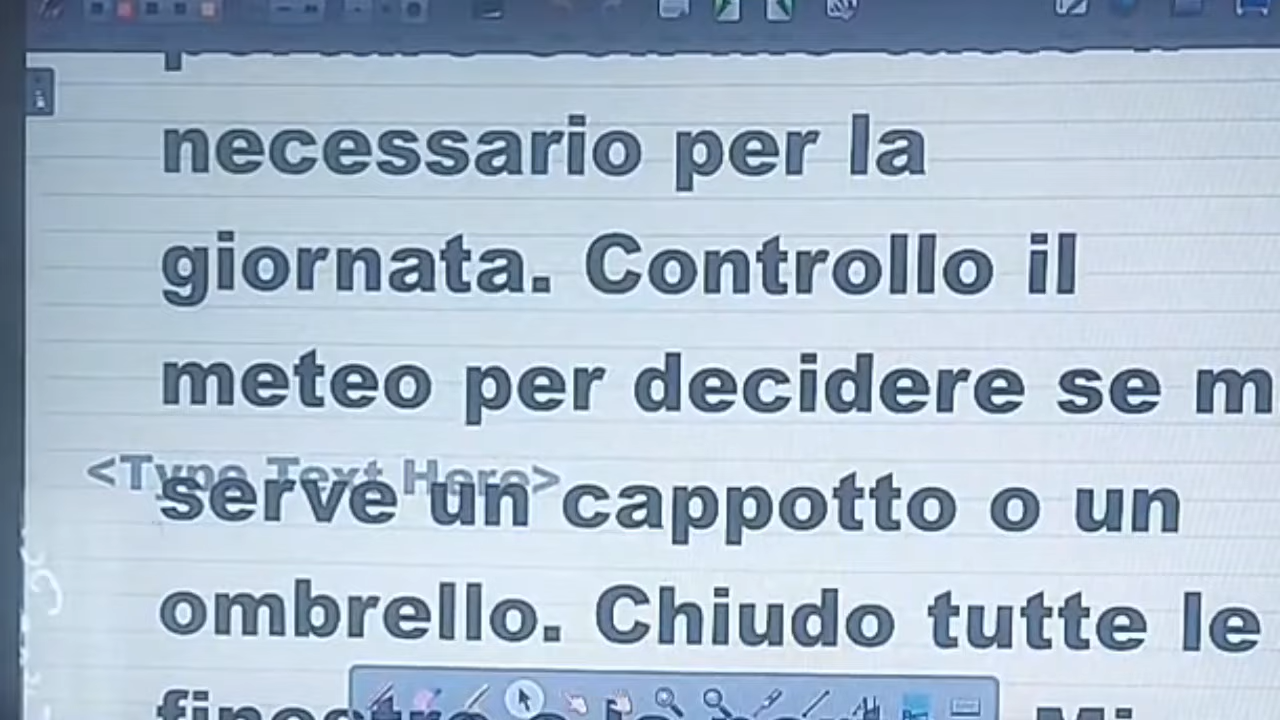 necessario per la
giornata. Controllo il
meteo per decidere se m
<Type Text Here>
serve un cappotto o un
ombrello. Chiudo tutte le